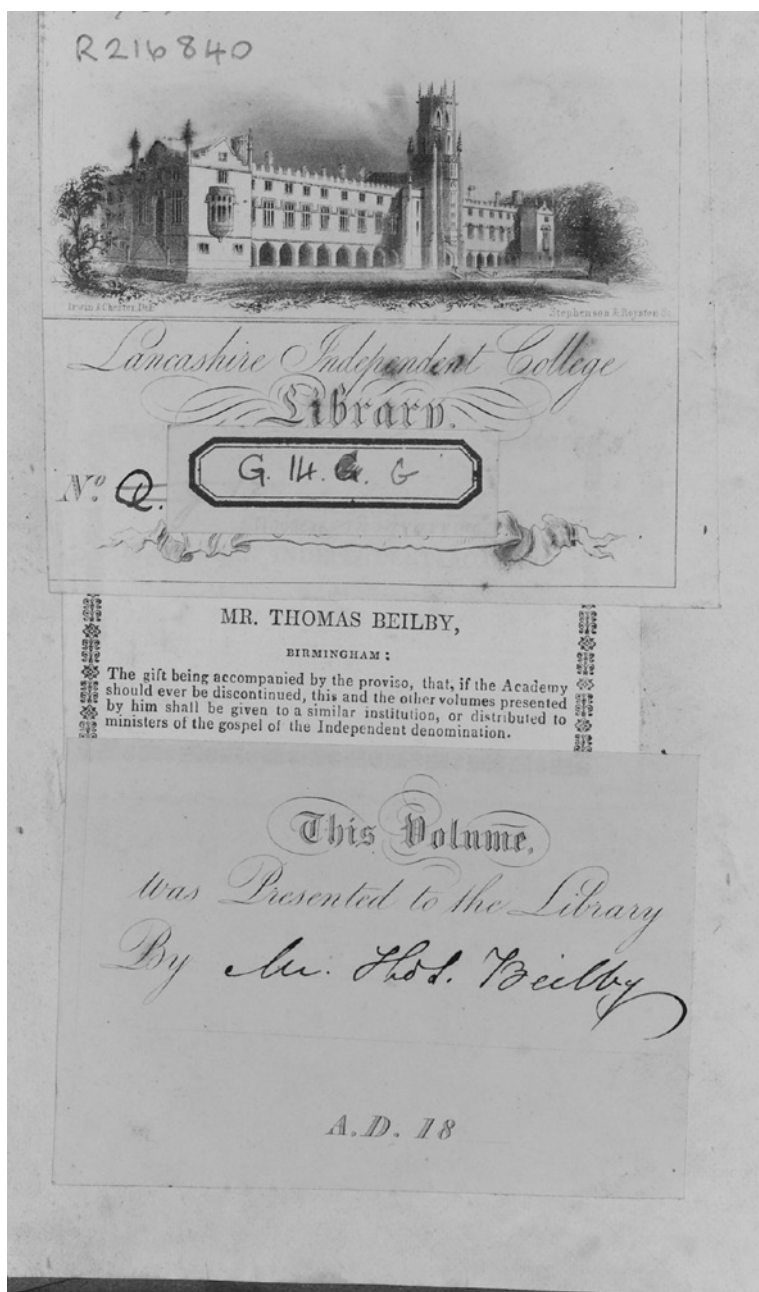 R216840
Irwin & Chester, Del.
Stephenson & Royston Sc.
Lancashire Independent College
Library.
No. Q.
G. 14. G. G
MR. THOMAS BEILBY,
BIRMINGHAM:
The gift being accompanied by the proviso, that, if the Academy
should ever be discontinued, this and the other volumes presented
by him shall be given to a similar institution, or distributed to
ministers of the gospel of the Independent denomination.
This Volume,
was Presented to the Library
By Mr. Thos. Beilby
A.D. 18